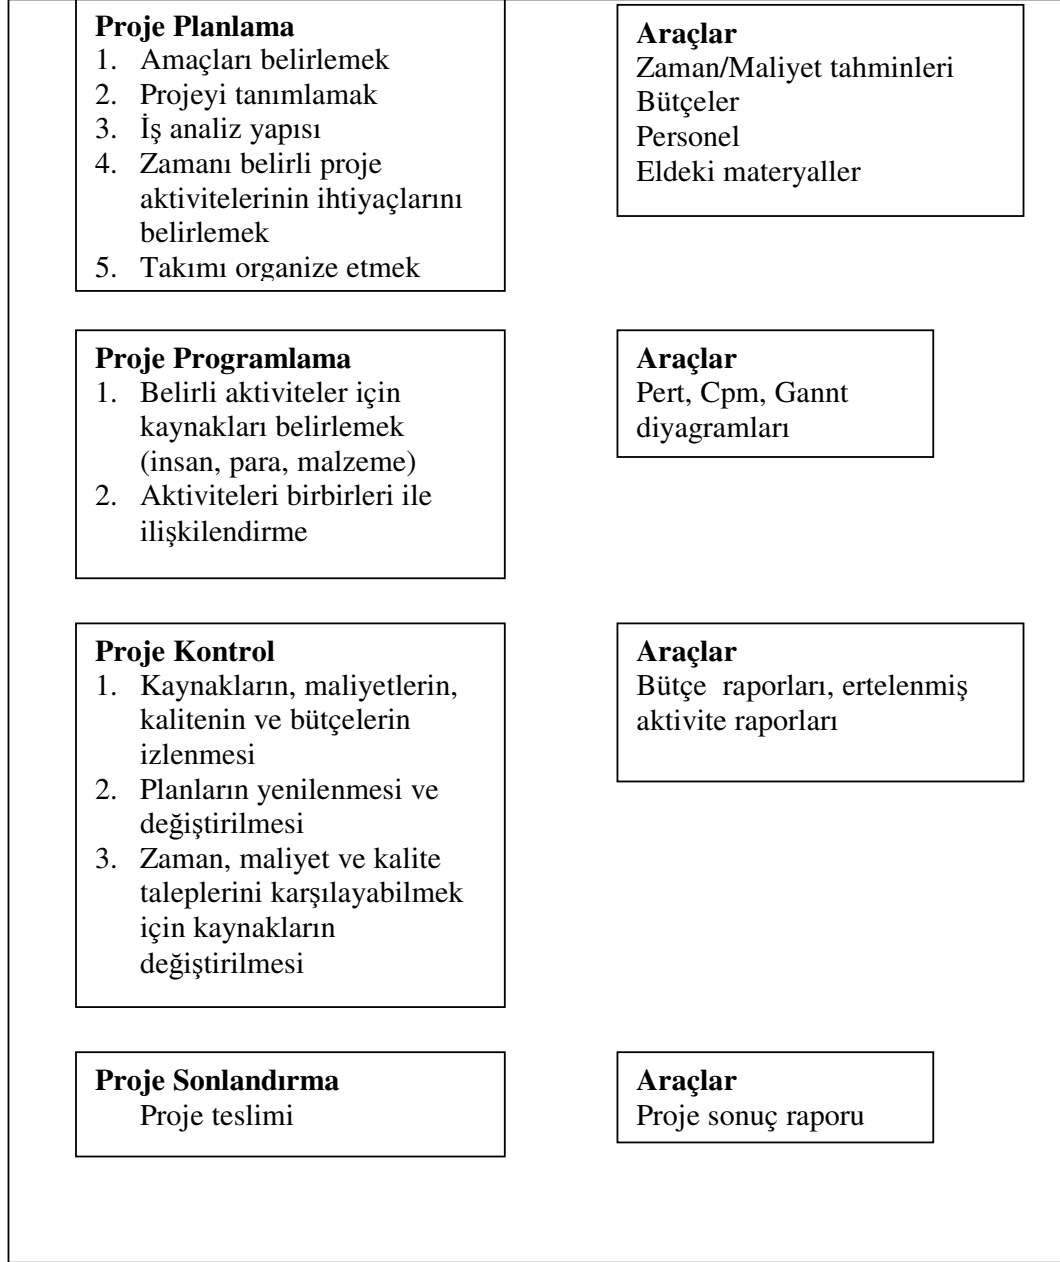 Proje Planlama
1. Amaçları belirlemek
2. Projeyi tanımlamak
3. İş analiz yapısı
4. Zamanı belirli proje
aktivitelerinin ihtiyaçlarını
belirlemek
5. Takımı organize etmek
Araçlar
Zaman/Maliyet tahminleri
Bütçeler
Personel
Eldeki materyaller
Proje Programlama
1. Belirli aktiviteler için
kaynakları belirlemek
(insan, para, malzeme)
2. Aktiviteleri birbirleri ile
ilişkilendirme
Araçlar
Pert, Cpm, Gannt
diyagramları
Proje Kontrol
1. Kaynakların, maliyetlerin,
kalitenin ve bütçelerin
izlenmesi
2. Planların yenilenmesi ve
değiştirilmesi
3. Zaman, maliyet ve kalite
taleplerini karşılayabilmek
için kaynakların
değiştirilmesi
Araçlar
Bütçe raporları, ertelenmiş
aktivite raporları
Proje Sonlandırma
Proje teslimi
Araçlar
Proje sonuç raporu